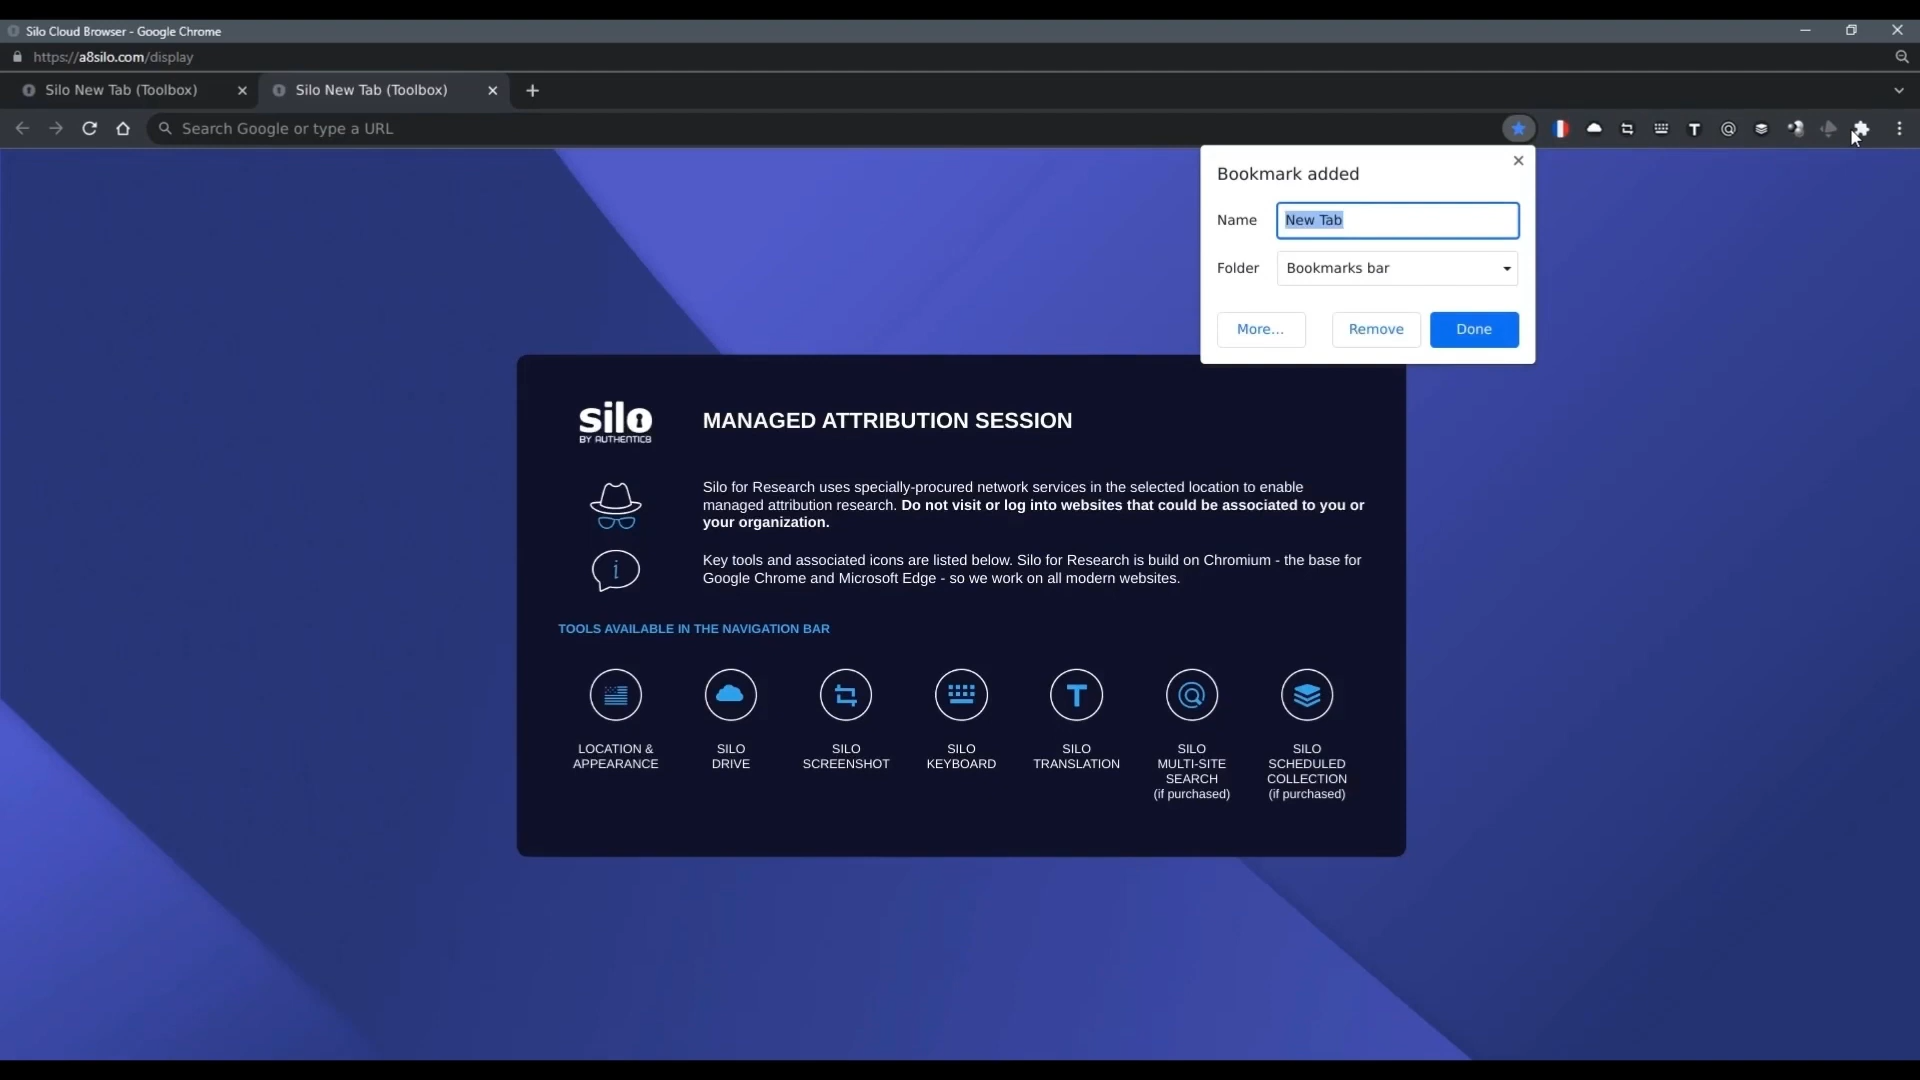 Silo Cloud Browser - Google Chrome
https://a8silo.com/display
Silo New Tab (Toolbox)
Silo New Tab (Toolbox)
Search Google or type a URL
Bookmark added
Name
New Tab
Folder
Bookmarks bar
More...
Remove
Done
silo
BY AUTHENTIC8
MANAGED ATTRIBUTION SESSION
Silo for Research uses specially-procured network services in the selected location to enable
managed attribution research. Do not visit or log into websites that could be associated to you or
your organization.
Key tools and associated icons are listed below. Silo for Research is build on Chromium - the base for
Google Chrome and Microsoft Edge - so we work on all modern websites.
TOOLS AVAILABLE IN THE NAVIGATION BAR
LOCATION &
APPEARANCE
SILO
DRIVE
SILO
SCREENSHOT
SILO
KEYBOARD
SILO
TRANSLATION
SILO
MULTI-SITE
SEARCH
(if purchased)
SILO
SCHEDULED
COLLECTION
(if purchased)